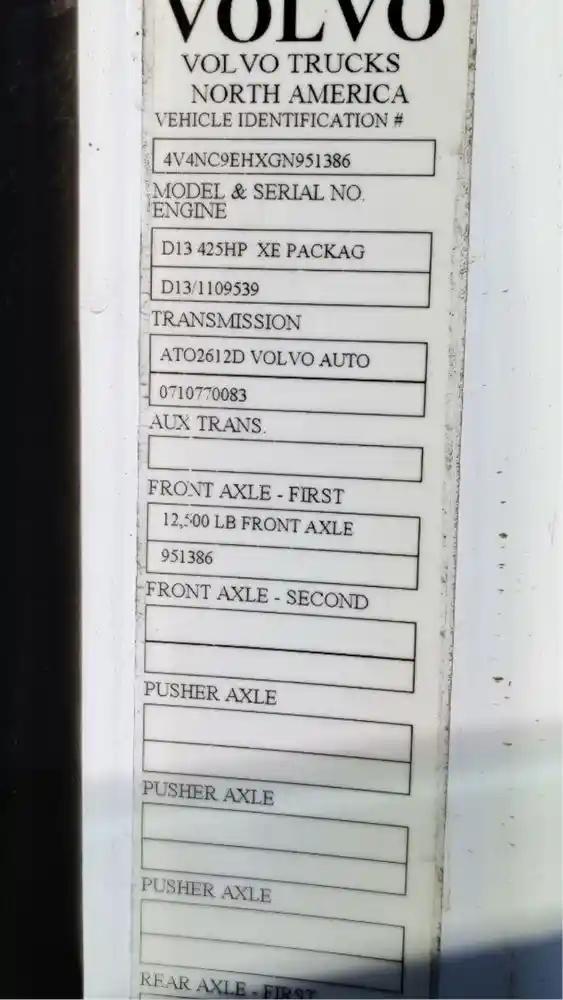 VOLVO
VOLVO TRUCKS
NORTH AMERICA
VEHICLE IDENTIFICATION #
4V4NC9EHXGN951386
MODEL & SERIAL NO.
ENGINE
D13 425HP XE PACKAG
D13/1109539
TRANSMISSION
ATO2612D VOLVO AUTO
0710770083
AUX TRANS.
FRONT AXLE - FIRST
12,500 LB FRONT AXLE
951386
FRONT AXLE - SECOND
PUSHER AXLE
PUSHER AXLE
PUSHER AXLE
REAR AXLE - FIRST